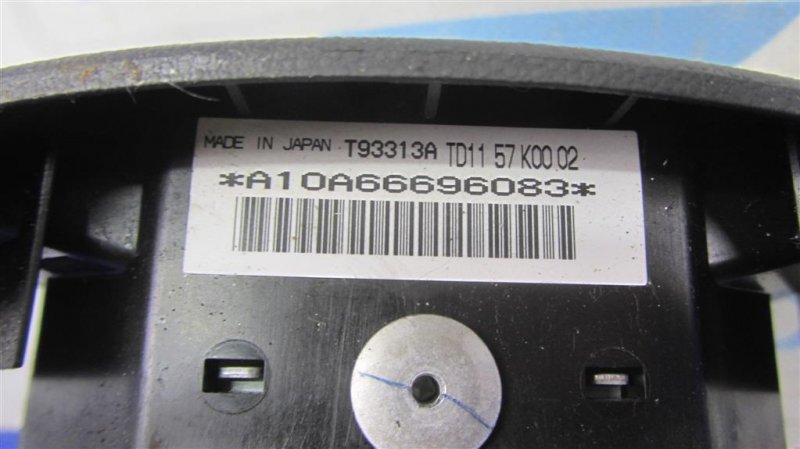 MADE IN JAPAN T93313A TD11 57 K00 02
*A10A66696083*